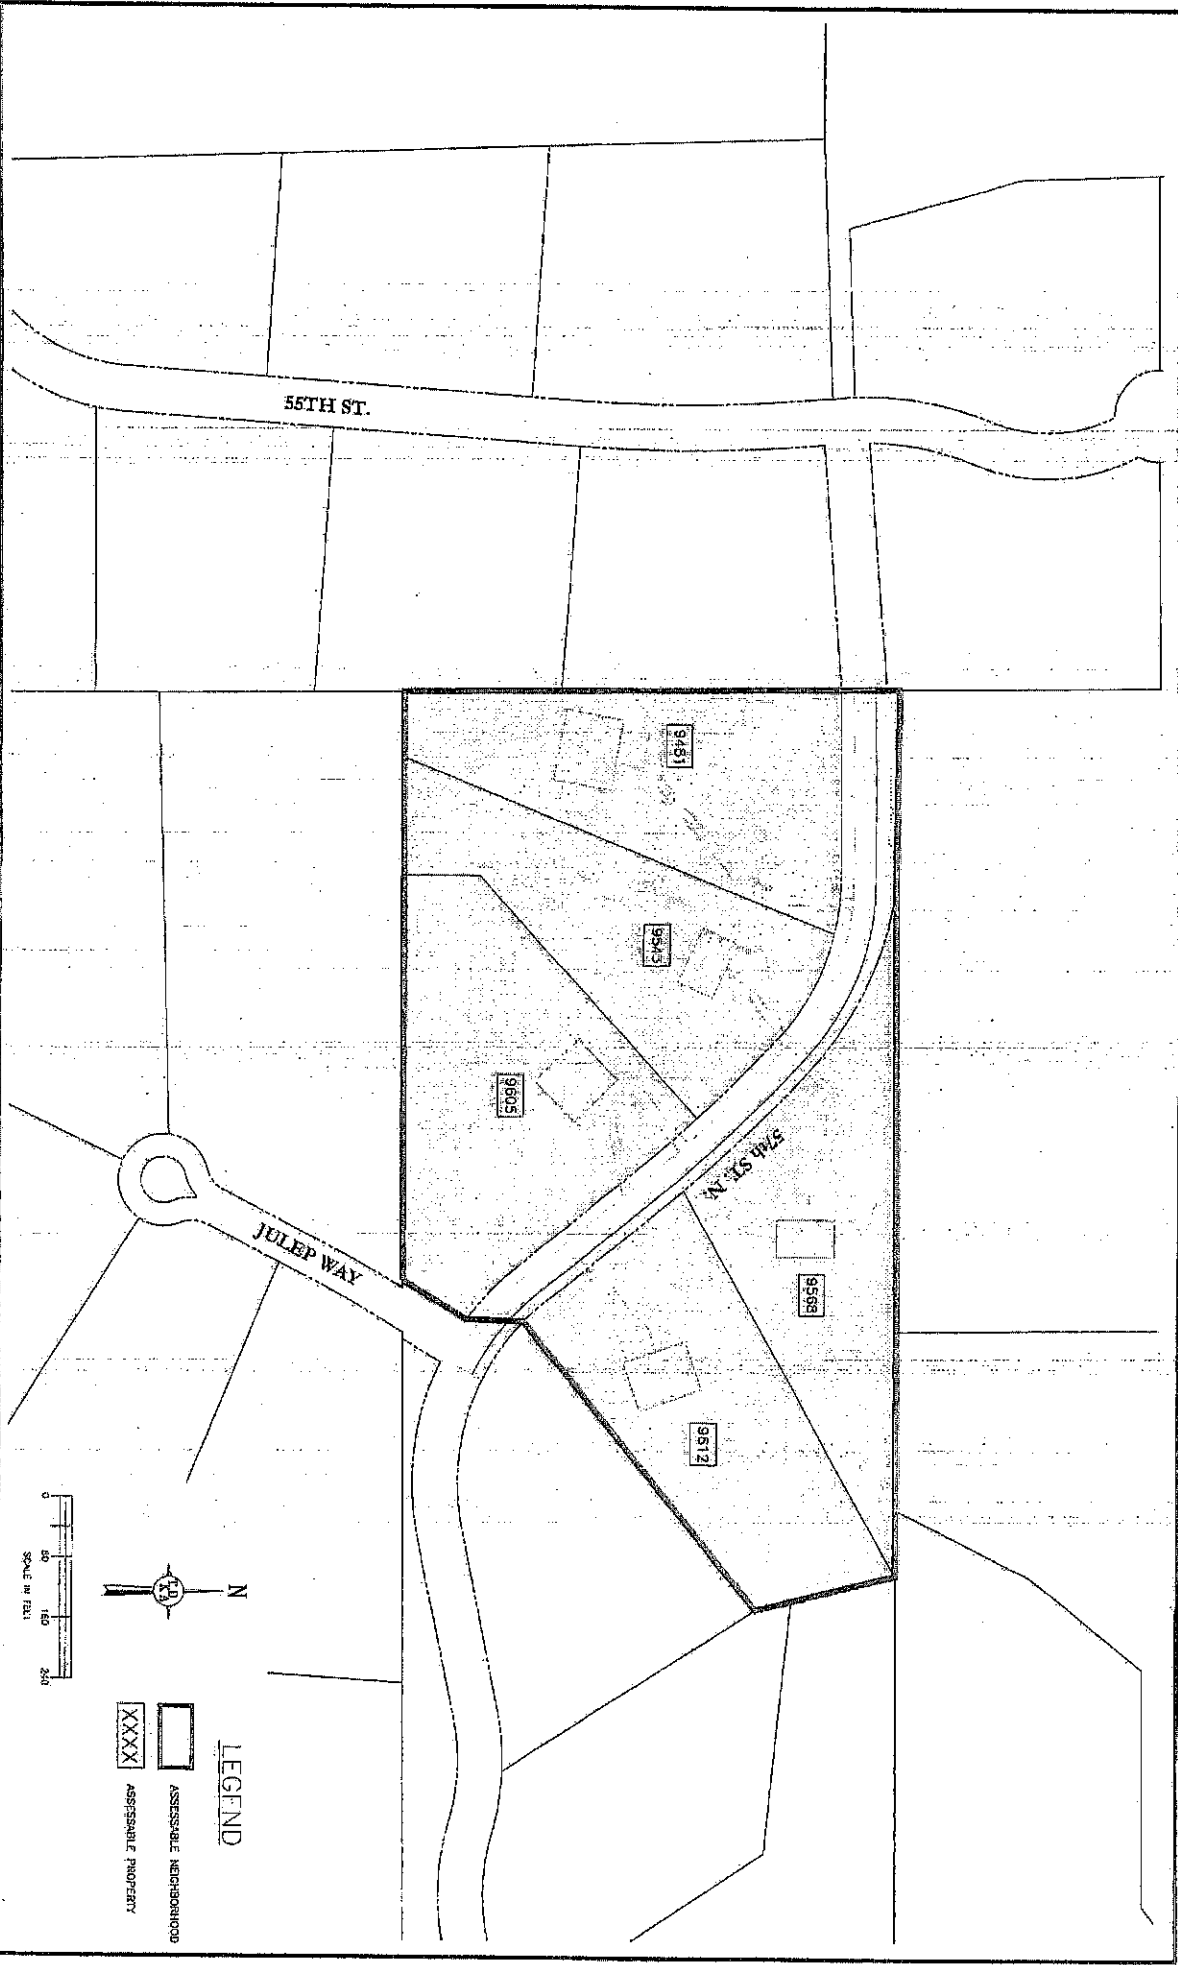 55TH ST.
9481
9543
9605
57th ST. N.
9568
9612
JULEP WAY
N
0 80 160 240
SCALE IN FEET
LEGEND
ASSESSABLE NEIGHBORHOOD
XXXX
ASSESSABLE PROPERTY